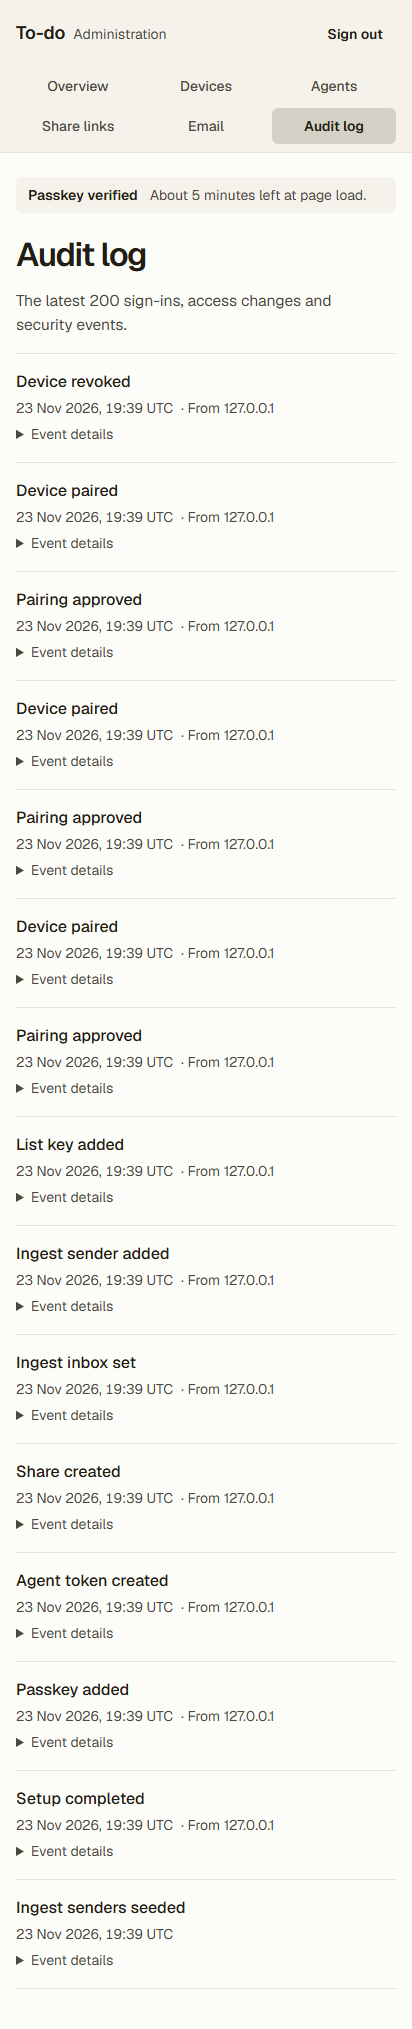 To-do Administration Sign out
Overview Devices Agents
Share links Email Audit log
Passkey verified About 5 minutes left at page load.
Audit log
The latest 200 sign-ins, access changes and
security events.
Device revoked
23 Nov 2026, 19:39 UTC · From 127.0.0.1
Event details
Device paired
23 Nov 2026, 19:39 UTC · From 127.0.0.1
Event details
Pairing approved
23 Nov 2026, 19:39 UTC · From 127.0.0.1
Event details
Device paired
23 Nov 2026, 19:39 UTC · From 127.0.0.1
Event details
Pairing approved
23 Nov 2026, 19:39 UTC · From 127.0.0.1
Event details
Device paired
23 Nov 2026, 19:39 UTC · From 127.0.0.1
Event details
Pairing approved
23 Nov 2026, 19:39 UTC · From 127.0.0.1
Event details
List key added
23 Nov 2026, 19:39 UTC · From 127.0.0.1
Event details
Ingest sender added
23 Nov 2026, 19:39 UTC · From 127.0.0.1
Event details
Ingest inbox set
23 Nov 2026, 19:39 UTC · From 127.0.0.1
Event details
Share created
23 Nov 2026, 19:39 UTC · From 127.0.0.1
Event details
Agent token created
23 Nov 2026, 19:39 UTC · From 127.0.0.1
Event details
Passkey added
23 Nov 2026, 19:39 UTC · From 127.0.0.1
Event details
Setup completed
23 Nov 2026, 19:39 UTC · From 127.0.0.1
Event details
Ingest senders seeded
23 Nov 2026, 19:39 UTC
Event details